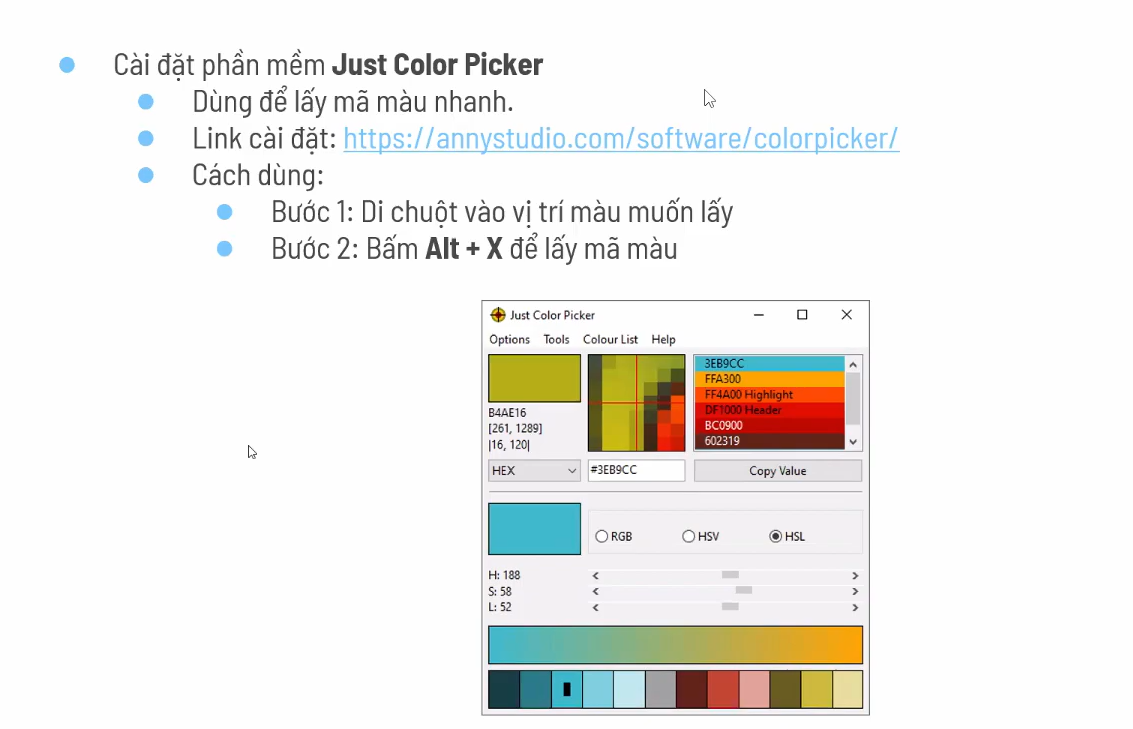 Cài đặt phần mềm Just Color Picker
Dùng để lấy mã màu nhanh.
Link cài đặt: https://annystudio.com/software/colorpicker/
Cách dùng:
Bước 1: Di chuột vào vị trí màu muốn lấy
Bước 2: Bấm Alt + X để lấy mã màu
Just Color Picker
Options Tools Colour List Help
B4AE16
[261, 1289]
|16, 120|
3EB9CC
FFA300
FF4A00 Highlight
DF1000 Header
BC0900
602319
HEX #3EB9CC Copy Value
RGB HSV HSL
H: 188
S: 58
L: 52